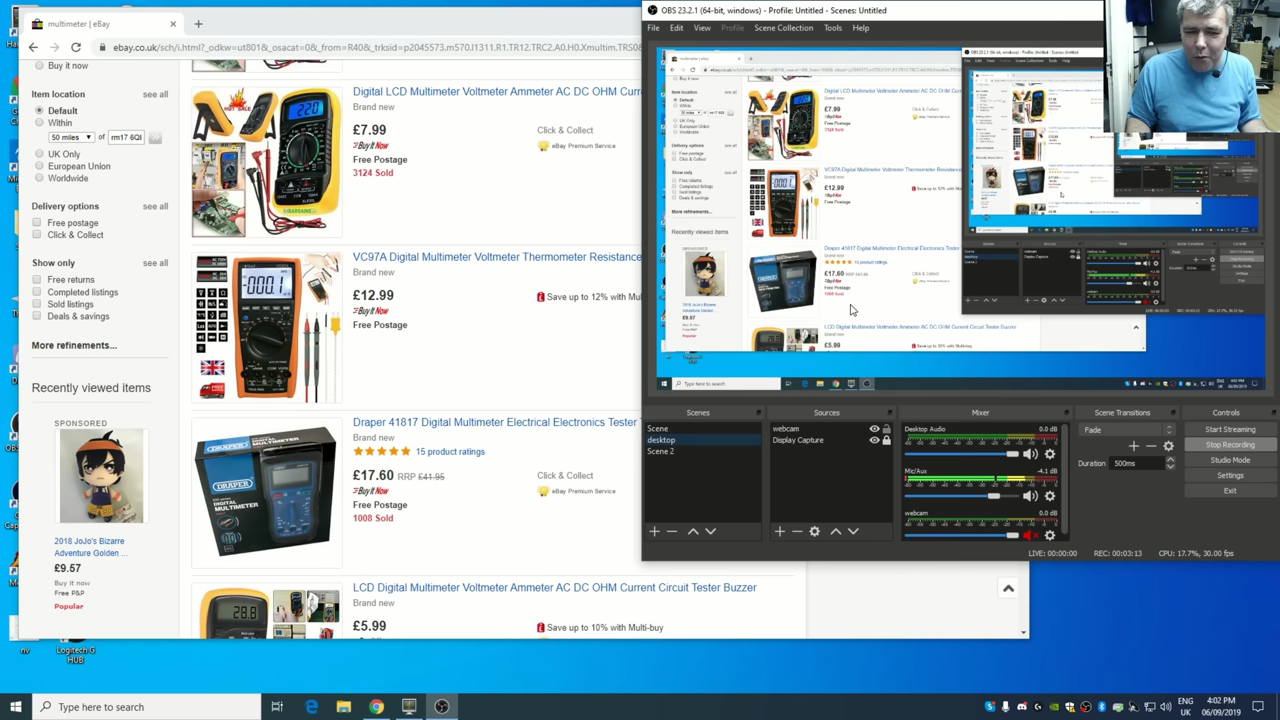 multimeter | eBay
ebay.co.uk/sch/i.html?_odkw=ut801&_osacat=0&_from=R40&_trksid=p2045573.m570.l1311.R1.TR12.TRC2.A0.H0.Xmultim.TRS0
Buy it now
Item location
see all
Default
Within
50 miles
of
rm17 6DJ
UK Only
European Union
Worldwide
Delivery options
see all
Free postage
Click & Collect
Show only
see all
Free returns
Completed listings
Sold listings
Deals & savings
More refinements...
Recently viewed items
SPONSORED
2018 JoJo's Bizarre
Adventure Golden ...
£9.57
Buy it now
Free P&P
Popular
Digital LCD Multimeter Voltmeter Ammeter AC DC OHM Curr
Brand new
£7.99
Buy It Now
Free Postage
Click & Collect
eBay Premium Service
Digital Multimeter Voltmeter Thermometer Resistance
Brand new
£12.99
Buy It Now
Free Postage
Save up to 12% with Mul
Draper 41817 Digital Multimeter Electrical Electronics Tester
Brand new
15 product ratings
£17.60 RRP £41.95
Buy It Now
Free Postage
1008 Sold
Click & Collect
eBay Premium Service
LCD Digital Multimeter Voltmeter Ammeter AC DC OHM Current Circuit Tester Buzzer
Brand new
£5.99
Save up to 10% with Multi-buy
nv
Logitech G
HUB
OBS 23.2.1 (64-bit, windows) - Profile: Untitled - Scenes: Untitled
File Edit View Profile Scene Collection Tools Help
Scenes
Scene
desktop
Scene 2
Sources
webcam
Display Capture
Mixer
Desktop Audio
0.0 dB
Mic/Aux
-4.1 dB
webcam
0.0 dB
Scene Transitions
Fade
Duration 500ms
Controls
Start Streaming
Stop Recording
Studio Mode
Settings
Exit
LIVE: 00:00:00
REC: 00:03:13
CPU: 17.7%, 30.00 fps
Type here to search
ENG
UK
4:02 PM
06/09/2019